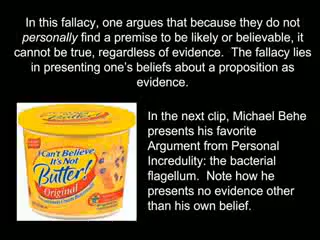 In this fallacy, one argues that because they do not
personally find a premise to be likely or believable, it
cannot be true, regardless of evidence.  The fallacy lies
in presenting one's beliefs about a proposition as
evidence.
I Can't Believe
It's Not
Butter!
Original
In the next clip, Michael Behe
presents his favorite
Argument from Personal
Incredulity: the bacterial
flagellum.  Note how he
presents no evidence other
than his own belief.